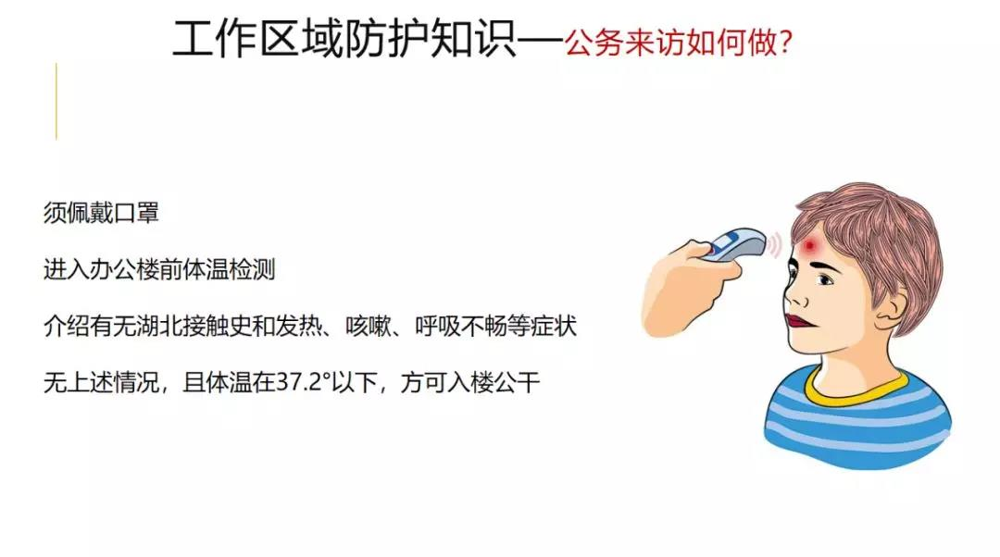 工作区域防护知识—公务来访如何做？
须佩戴口罩
进入办公楼前体温检测
介绍有无湖北接触史和发热、咳嗽、呼吸不畅等症状
无上述情况，且体温在37.2°以下，方可入楼公干